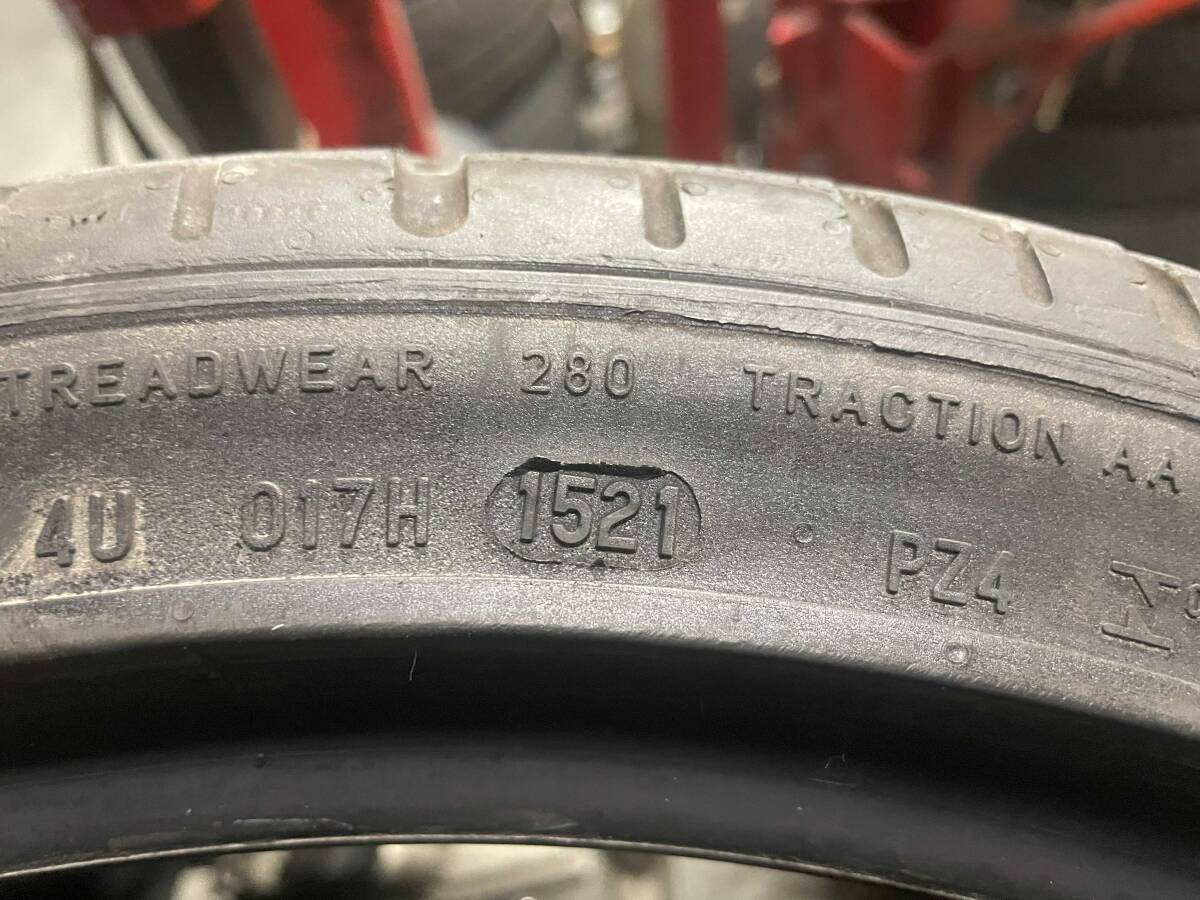 TREADWEAR 280 TRACTION AA
4U 017H 1521 PZ4